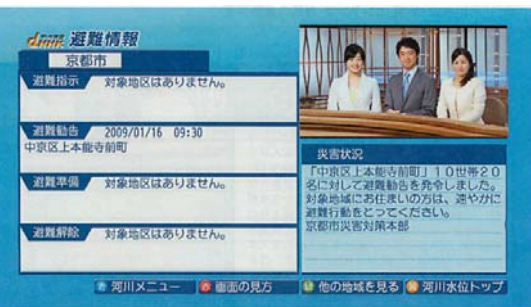 避難情報
京都市
避難指示
対象地区はありません。
避難勧告 2009/01/16 09:30
中京区上本能寺前町
避難準備
対象地区はありません。
避難解除
対象地区はありません。
災害状況
「中京区上本能寺前町」10世帯20
名に対して避難勧告を発令しました。
対象地域にお住まいの方は、速やかに
避難行動をとってください。
京都市災害対策本部
青 河川メニュー 赤 画面の見方 緑 他の地域を見る 黄 河川水位トップ